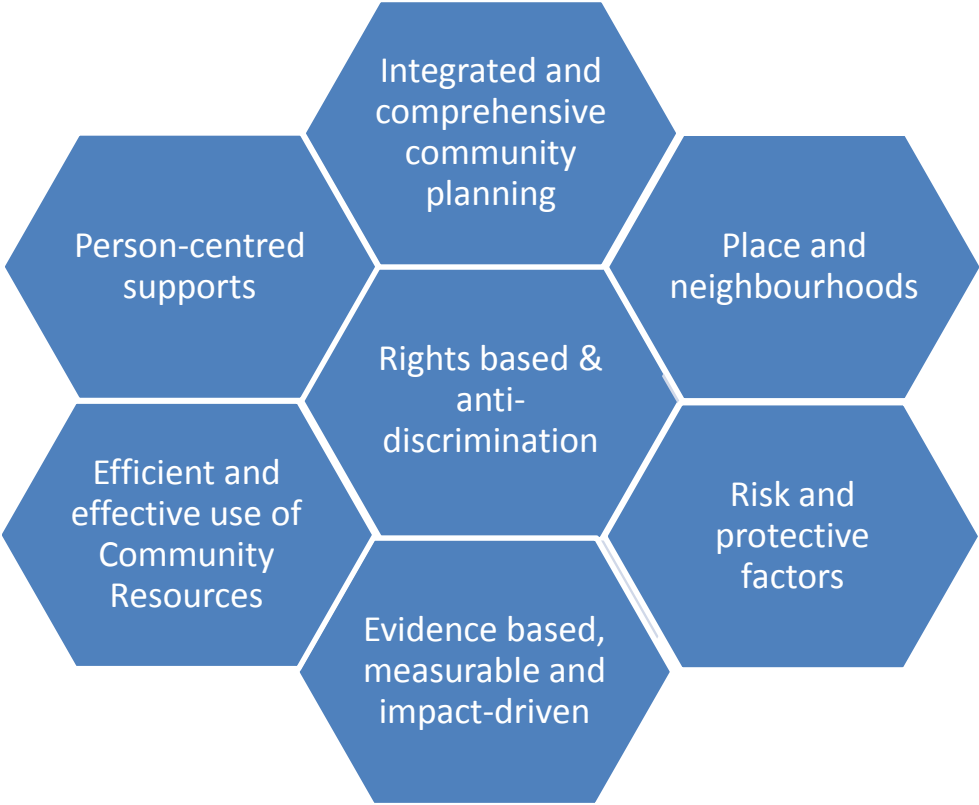 Integrated and
comprehensive
community
planning
Person-centred
supports
Place and
neighbourhoods
Rights based &
anti-
discrimination
Efficient and
effective use of
Community
Resources
Risk and
protective
factors
Evidence based,
measurable and
impact-driven